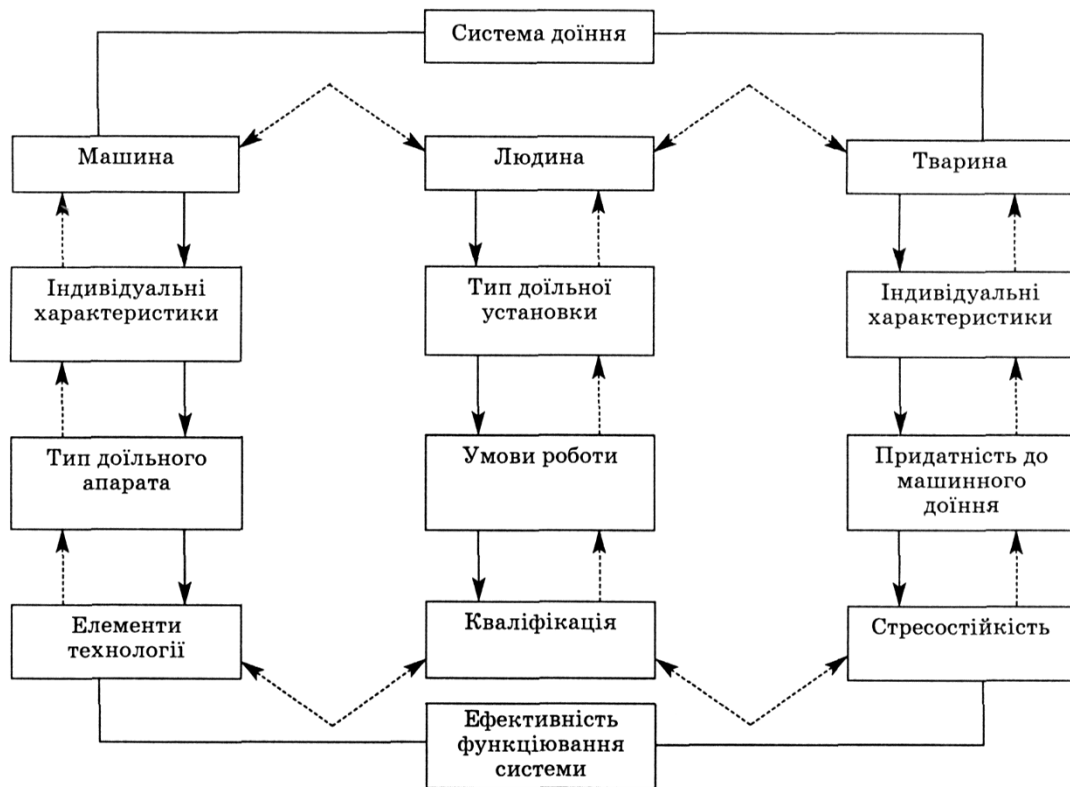 Система доїння
Машина
Людина
Тварина
Індивідуальні
характеристики
Тип доїльної
установки
Індивідуальні
характеристики
Тип доїльного
апарата
Умови роботи
Придатність до
машинного
доїння
Елементи
технології
Кваліфікація
Стресостійкість
Ефективність
функціювання
системи